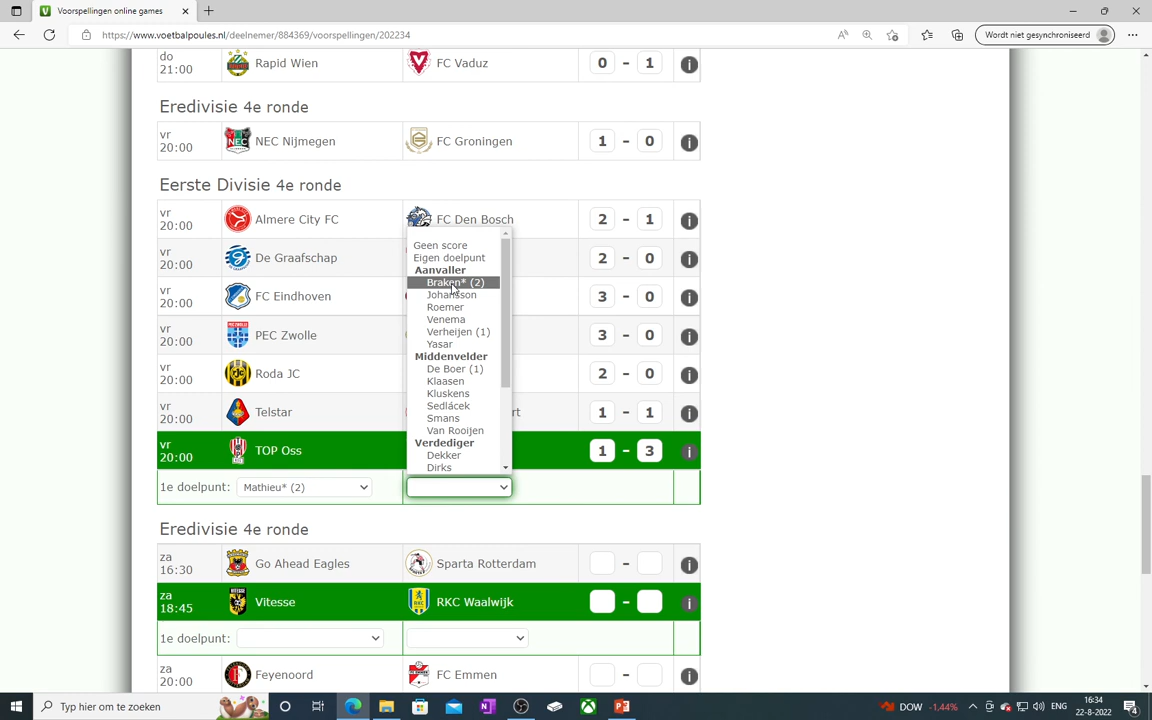 Voorspellingen online games
https://www.voetbalpoules.nl/deelnemer/884369/voorspellingen/202234
Wordt niet gesynchroniseerd
do 21:00 Rapid Wien FC Vaduz 0 - 1
Eredivisie 4e ronde
vr 20:00 NEC Nijmegen FC Groningen 1 - 0
Eerste Divisie 4e ronde
vr 20:00 Almere City FC FC Den Bosch 2 - 1
vr 20:00 De Graafschap 2 - 0
vr 20:00 FC Eindhoven 3 - 0
vr 20:00 PEC Zwolle 3 - 0
vr 20:00 Roda JC 2 - 0
vr 20:00 Telstar rt 1 - 1
vr 20:00 TOP Oss 1 - 3
1e doelpunt: Mathieu* (2)
Geen score
Eigen doelpunt
Aanvaller
Braken* (2)
Johansson
Roemer
Venema
Verheijen (1)
Yasar
Middenvelder
De Boer (1)
Klaasen
Kluskens
Sedlácek
Smans
Van Rooijen
Verdediger
Dekker
Dirks
Eredivisie 4e ronde
za 16:30 Go Ahead Eagles Sparta Rotterdam -
za 18:45 Vitesse RKC Waalwijk -
1e doelpunt:
za 20:00 Feyenoord FC Emmen -
Typ hier om te zoeken
DOW -1.44%
ENG
16:34
22-8-2022